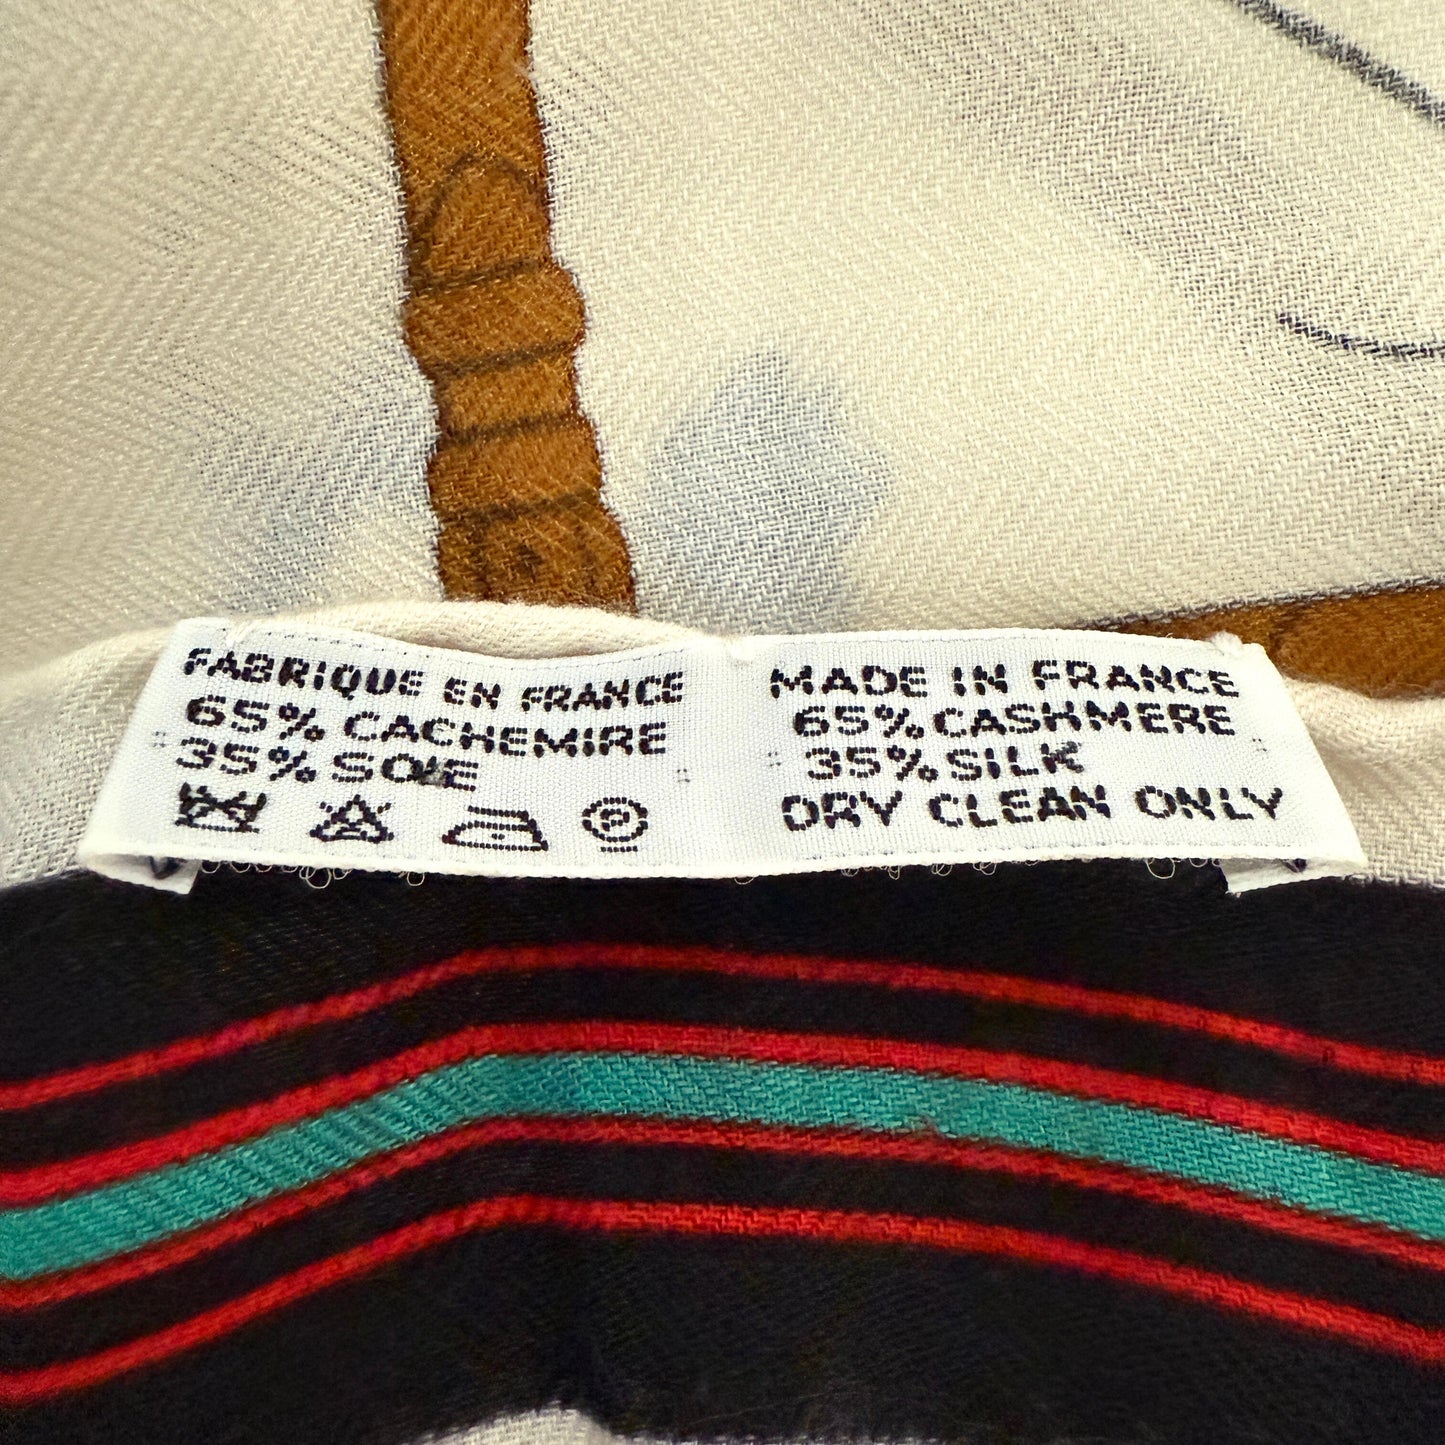 FABRIQUE EN FRANCE
65% CACHEMIRE
35% SOIE
MADE IN FRANCE
65% CASHMERE
35% SILK
DRY CLEAN ONLY